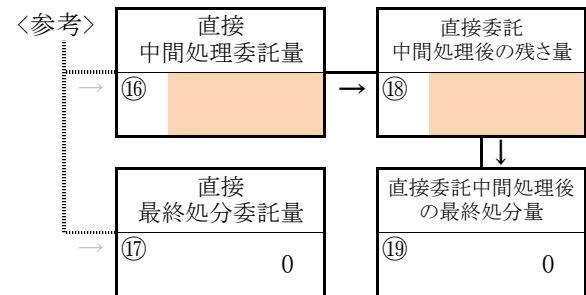 〈参考〉
直接
中間処理委託量
直接委託
中間処理後の残さ量
→
⑯
→
⑱
↓
直接
最終処分委託量
直接委託中間処理後
の最終処分量
→
⑰
0
⑲
0